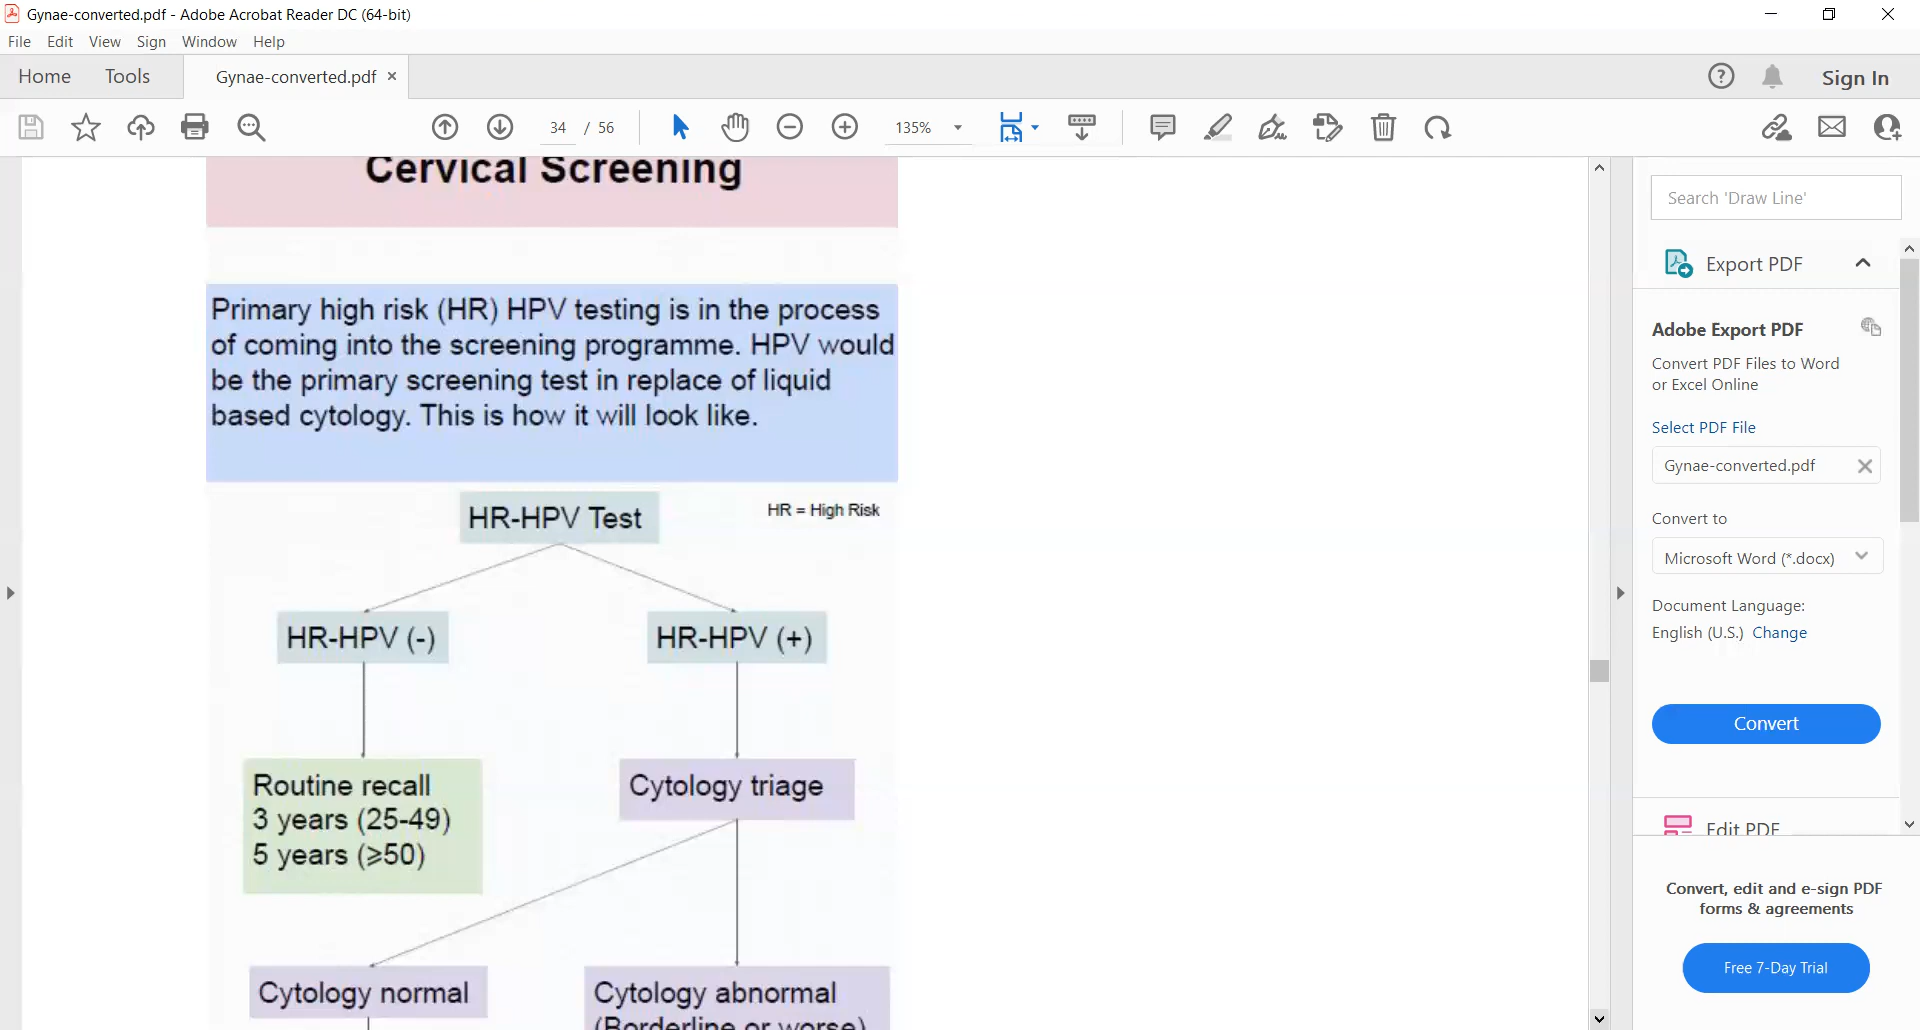 Gynae-converted.pdf - Adobe Acrobat Reader DC (64-bit)
File Edit View Sign Window Help
Home Tools Gynae-converted.pdf × Sign In
34 / 56 135%
Cervical Screening
Primary high risk (HR) HPV testing is in the process
of coming into the screening programme. HPV would
be the primary screening test in replace of liquid
based cytology. This is how it will look like.
HR-HPV Test
HR = High Risk
HR-HPV (-)
HR-HPV (+)
Routine recall
3 years (25-49)
5 years (≥50)
Cytology triage
Cytology normal
Cytology abnormal
(Borderline or worse)
Search 'Draw Line'
Export PDF
Adobe Export PDF
Convert PDF Files to Word
or Excel Online
Select PDF File
Gynae-converted.pdf
Convert to
Microsoft Word (*.docx)
Document Language:
English (U.S.) Change
Convert
Edit PDF
Convert, edit and e-sign PDF
forms & agreements
Free 7-Day Trial